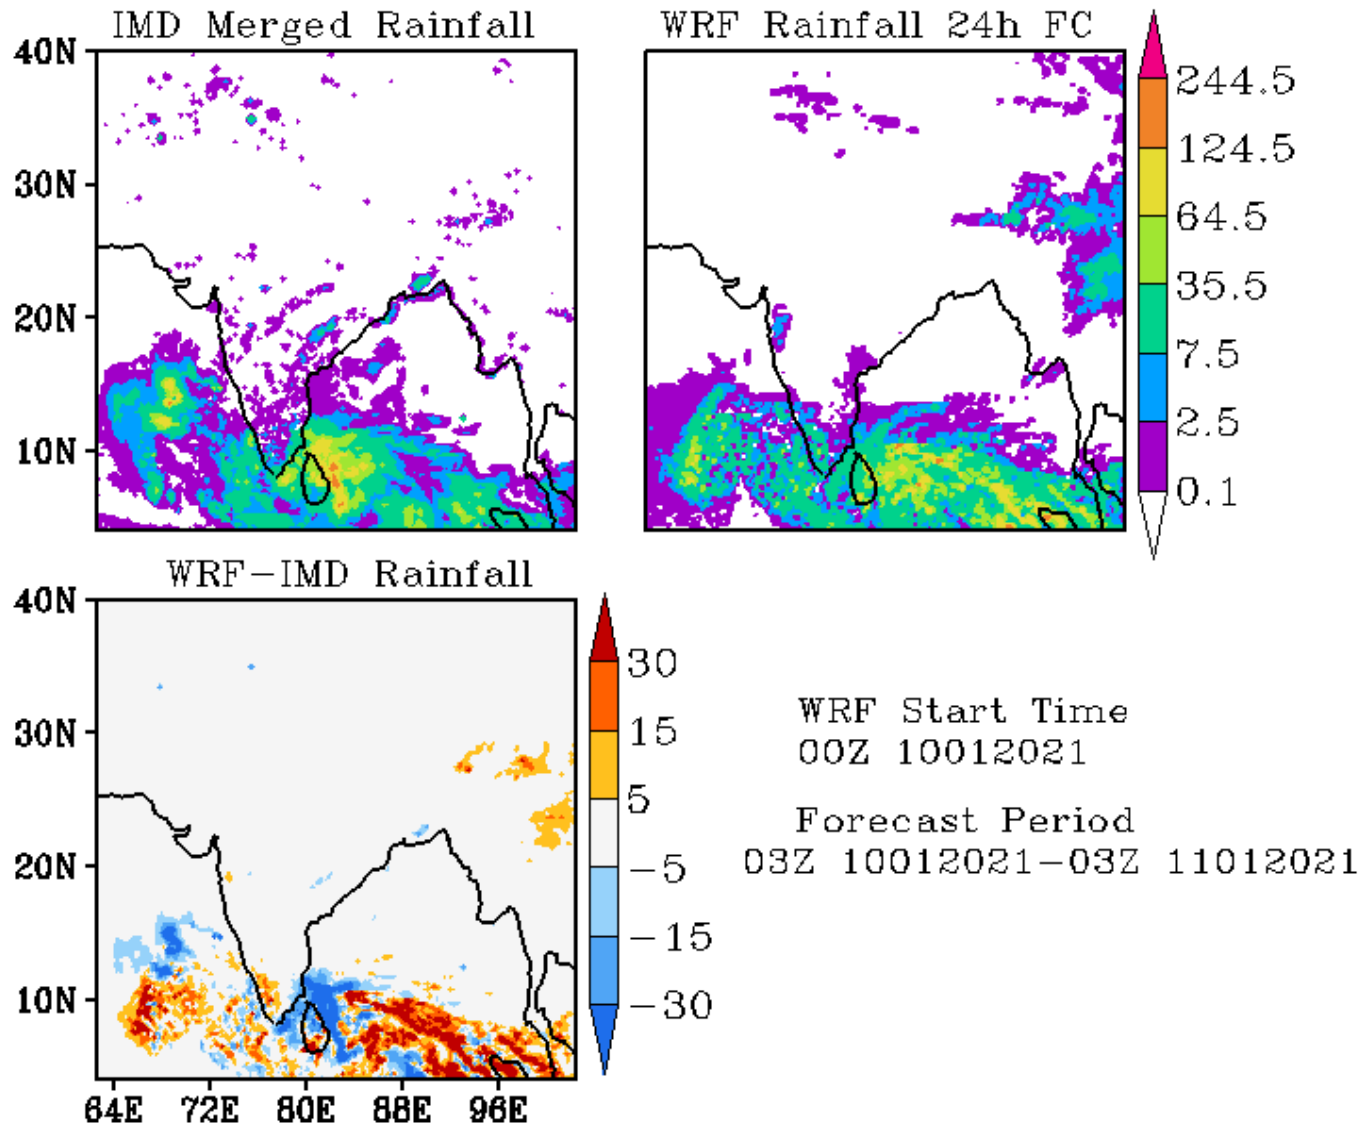 IMD Merged Rainfall
WRF Rainfall 24h FC
40N
30N
20N
10N
244.5
124.5
64.5
35.5
7.5
2.5
0.1
WRF-IMD Rainfall
40N
30N
20N
10N
64E 72E 80E 88E 96E
30
15
5
-5
-15
-30
WRF Start Time
00Z 10012021
Forecast Period
03Z 10012021-03Z 11012021